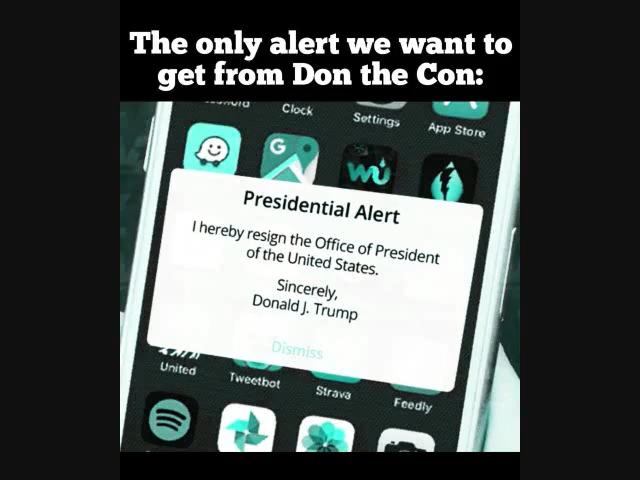 The only alert we want to
get from Don the Con:
Clock
Settings
App Store
G
Presidential Alert
I hereby resign the Office of President
of the United States.
Sincerely,
Donald J. Trump
Dismiss
United
Tweetbot
Strava
Feedly